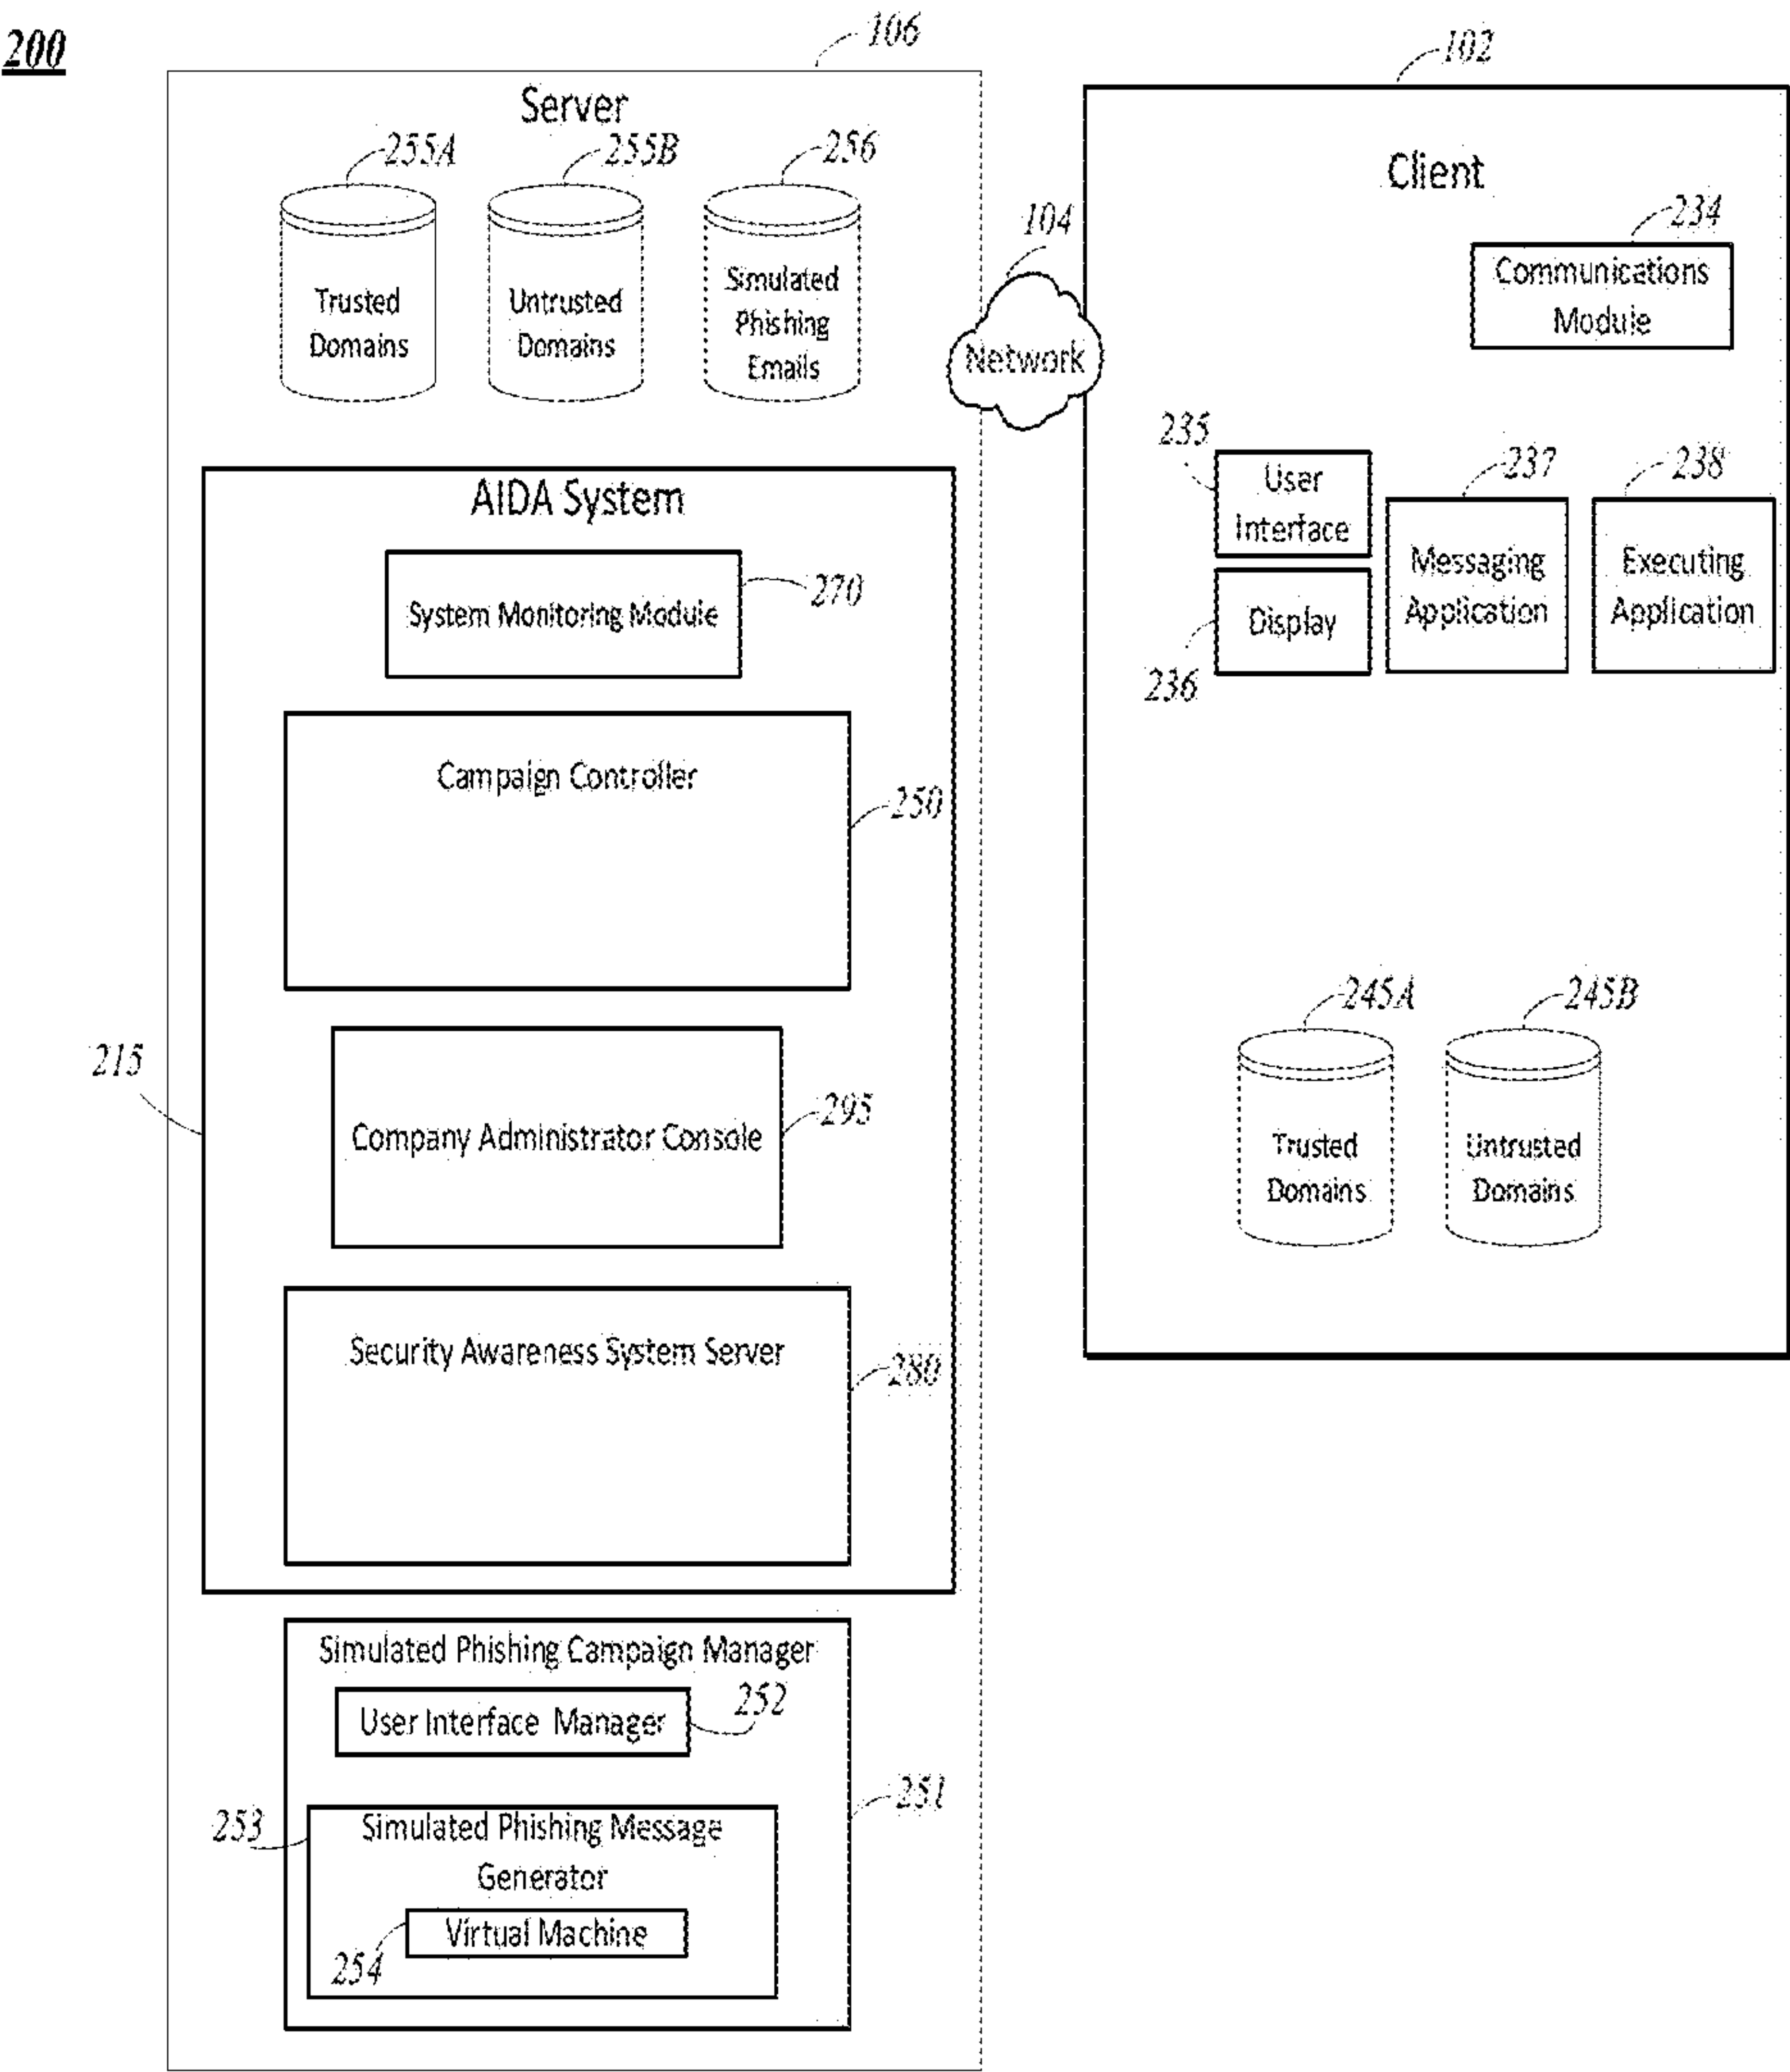 200
106
102
Server
255A
255B
256
Trusted
Domains
Untrusted
Domains
Simulated
Phishing
Emails
104
Network
Client
234
Communications
Module
235
User
Interface
236
Display
237
Messaging
Application
238
Executing
Application
245A
245B
Trusted
Domains
Untrusted
Domains
215
AIDA System
System Monitoring Module
270
Campaign Controller
250
Company Administrator Console
295
Security Awareness System Server
280
Simulated Phishing Campaign Manager
251
User Interface Manager
252
253
Simulated Phishing Message
Generator
Virtual Machine
254